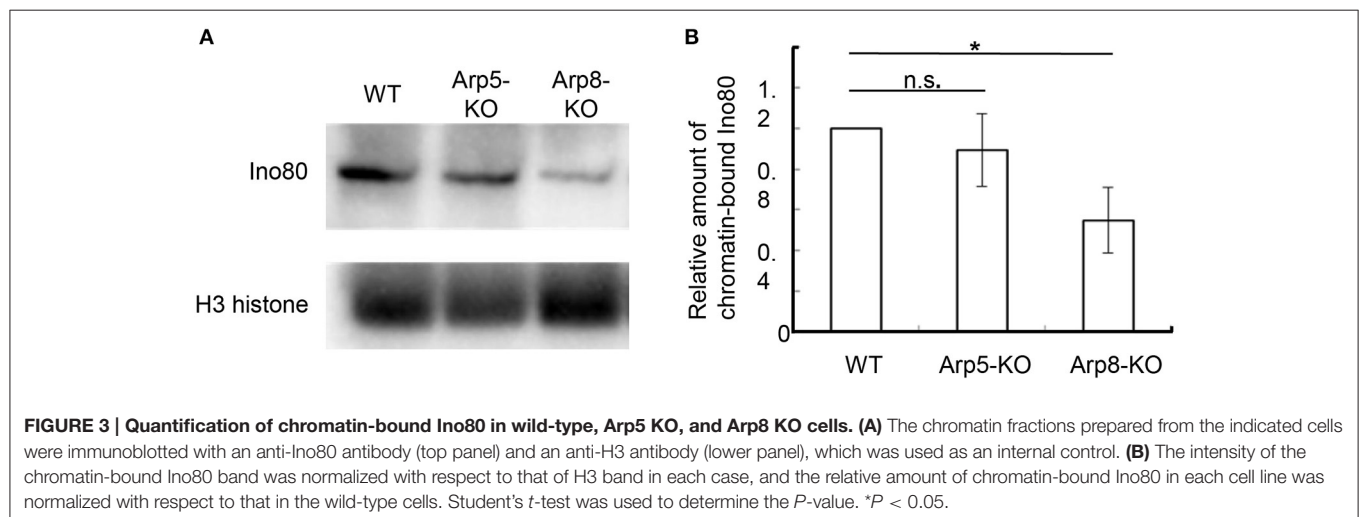 A
WT
Arp5-
KO
Arp8-
KO
Ino80
H3 histone
B
Relative amount of
chromatin-bound Ino80
1.
2
0.
8
0.
4
0
*
n.s.
WT Arp5-KO Arp8-KO
FIGURE 3 | Quantification of chromatin-bound Ino80 in wild-type, Arp5 KO, and Arp8 KO cells. (A) The chromatin fractions prepared from the indicated cells
were immunoblotted with an anti-Ino80 antibody (top panel) and an anti-H3 antibody (lower panel), which was used as an internal control. (B) The intensity of the
chromatin-bound Ino80 band was normalized with respect to that of H3 band in each case, and the relative amount of chromatin-bound Ino80 in each cell line was
normalized with respect to that in the wild-type cells. Student's t-test was used to determine the P-value. *P < 0.05.